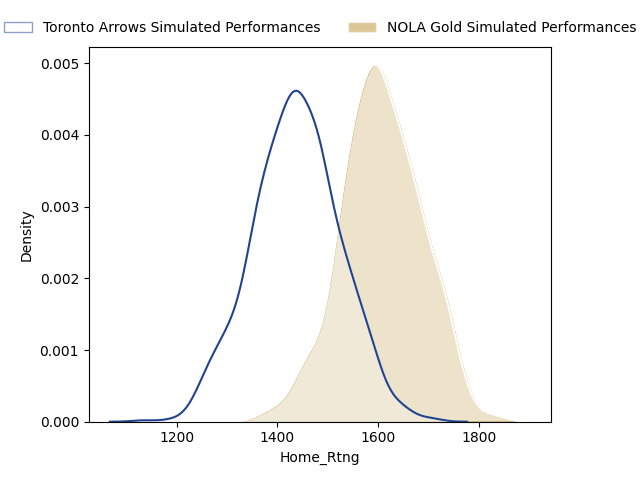 Toronto Arrows Simulated Performances NOLA Gold Simulated Performances
0.005
0.004
0.003
0.002
0.001
0.000
Density
1200 1400 1600 1800
Home_Rtng